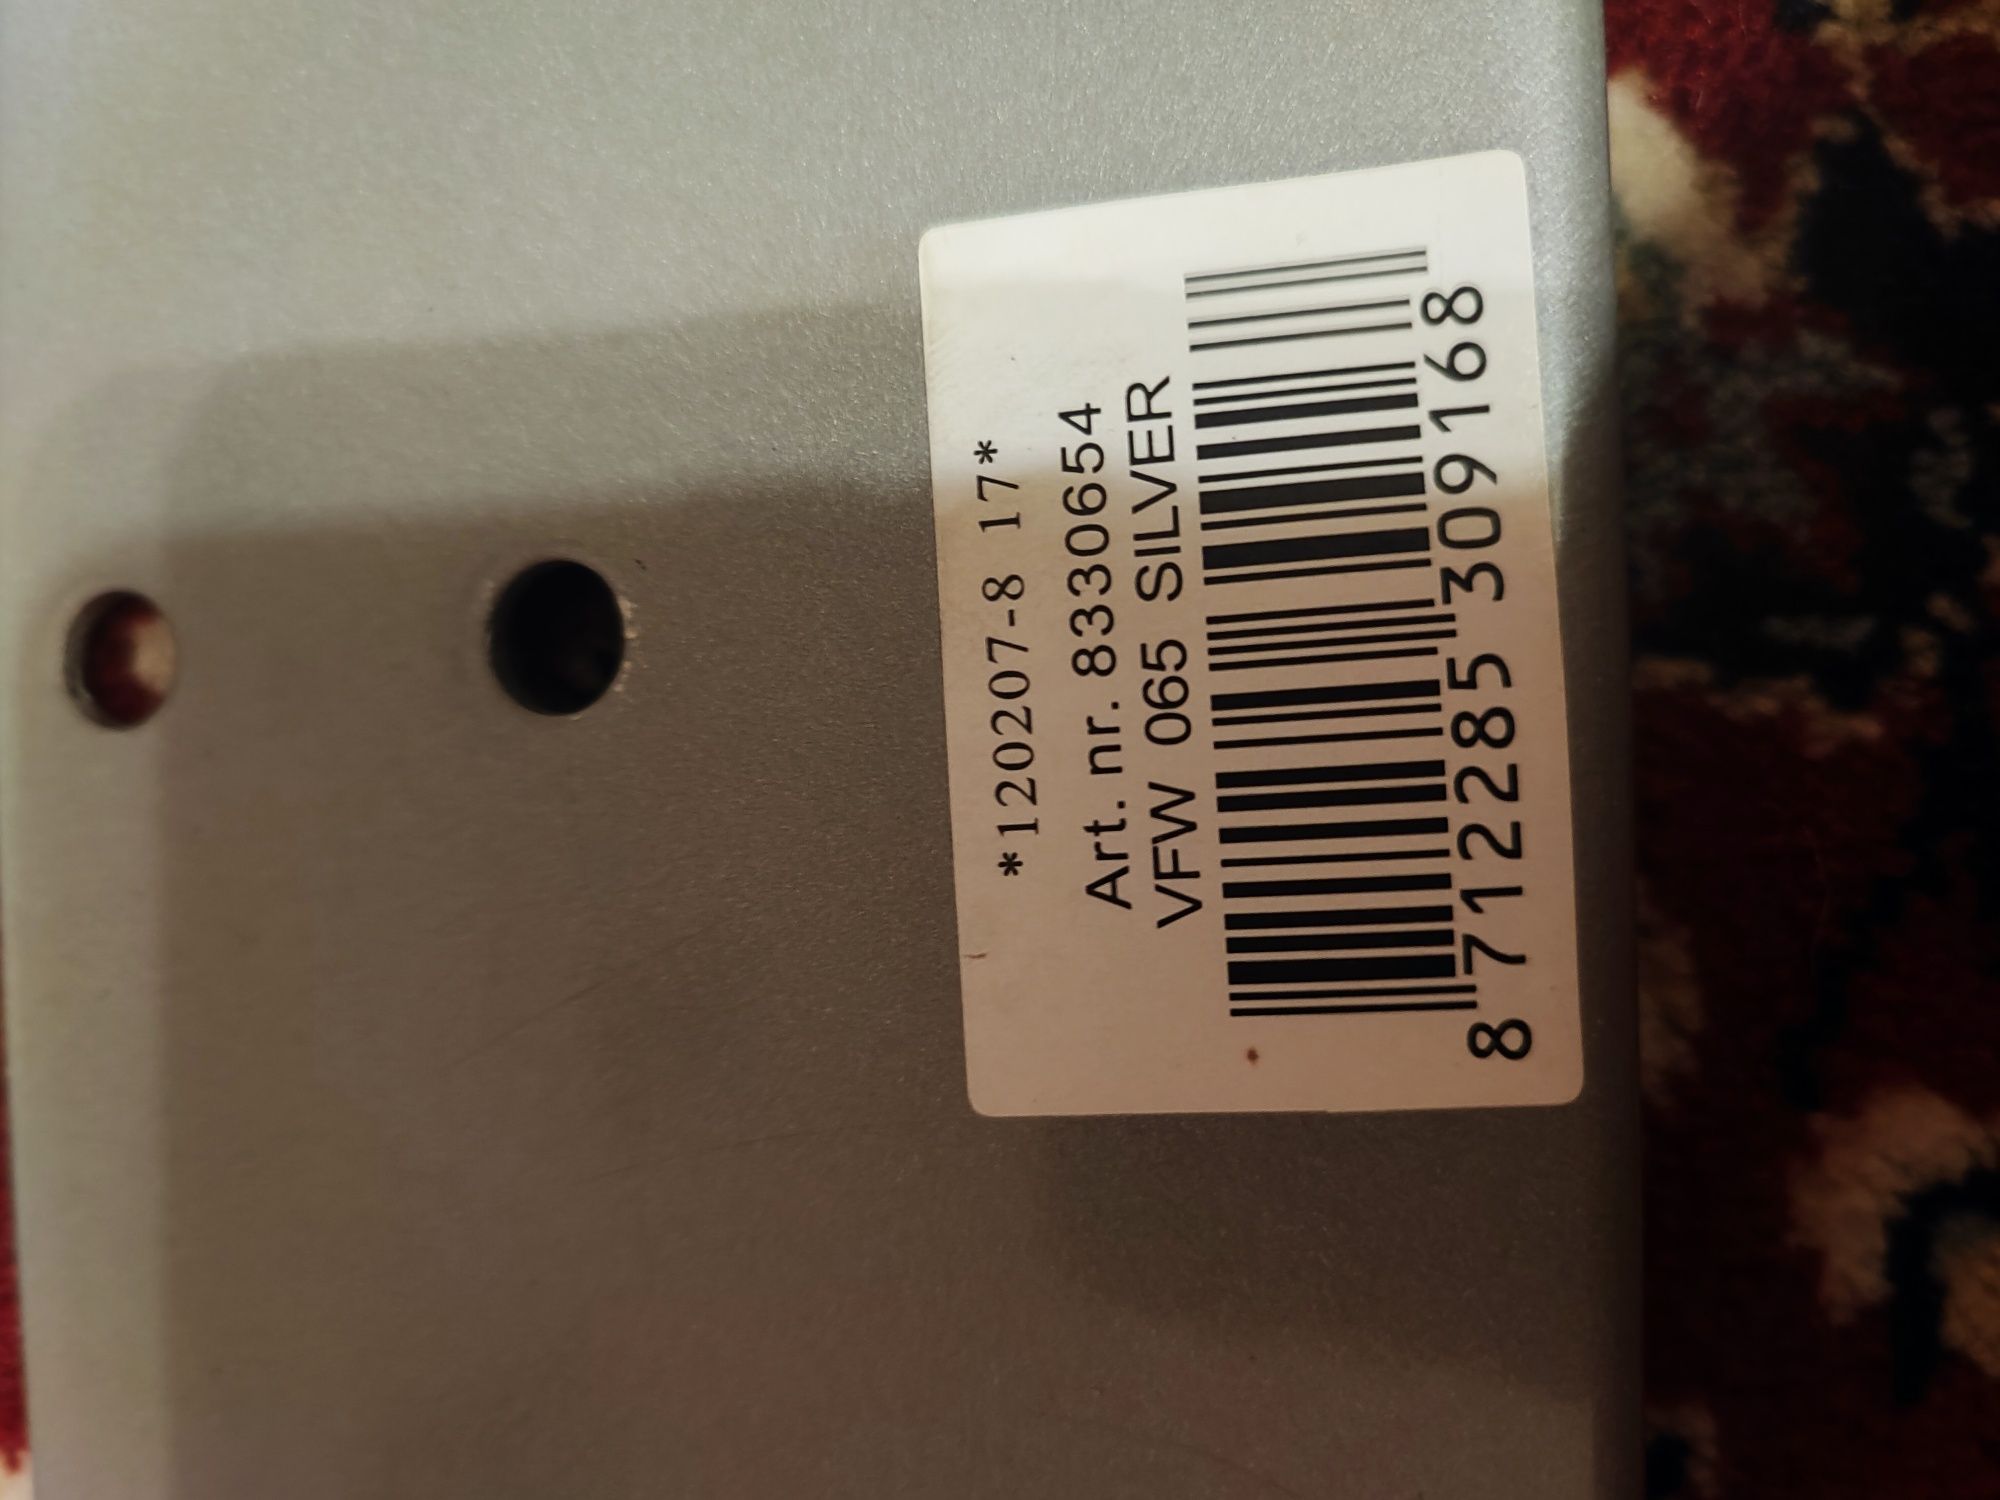 *120207-8 17*
Art. nr. 8330654
VFW 065 SILVER
8 712285 309168